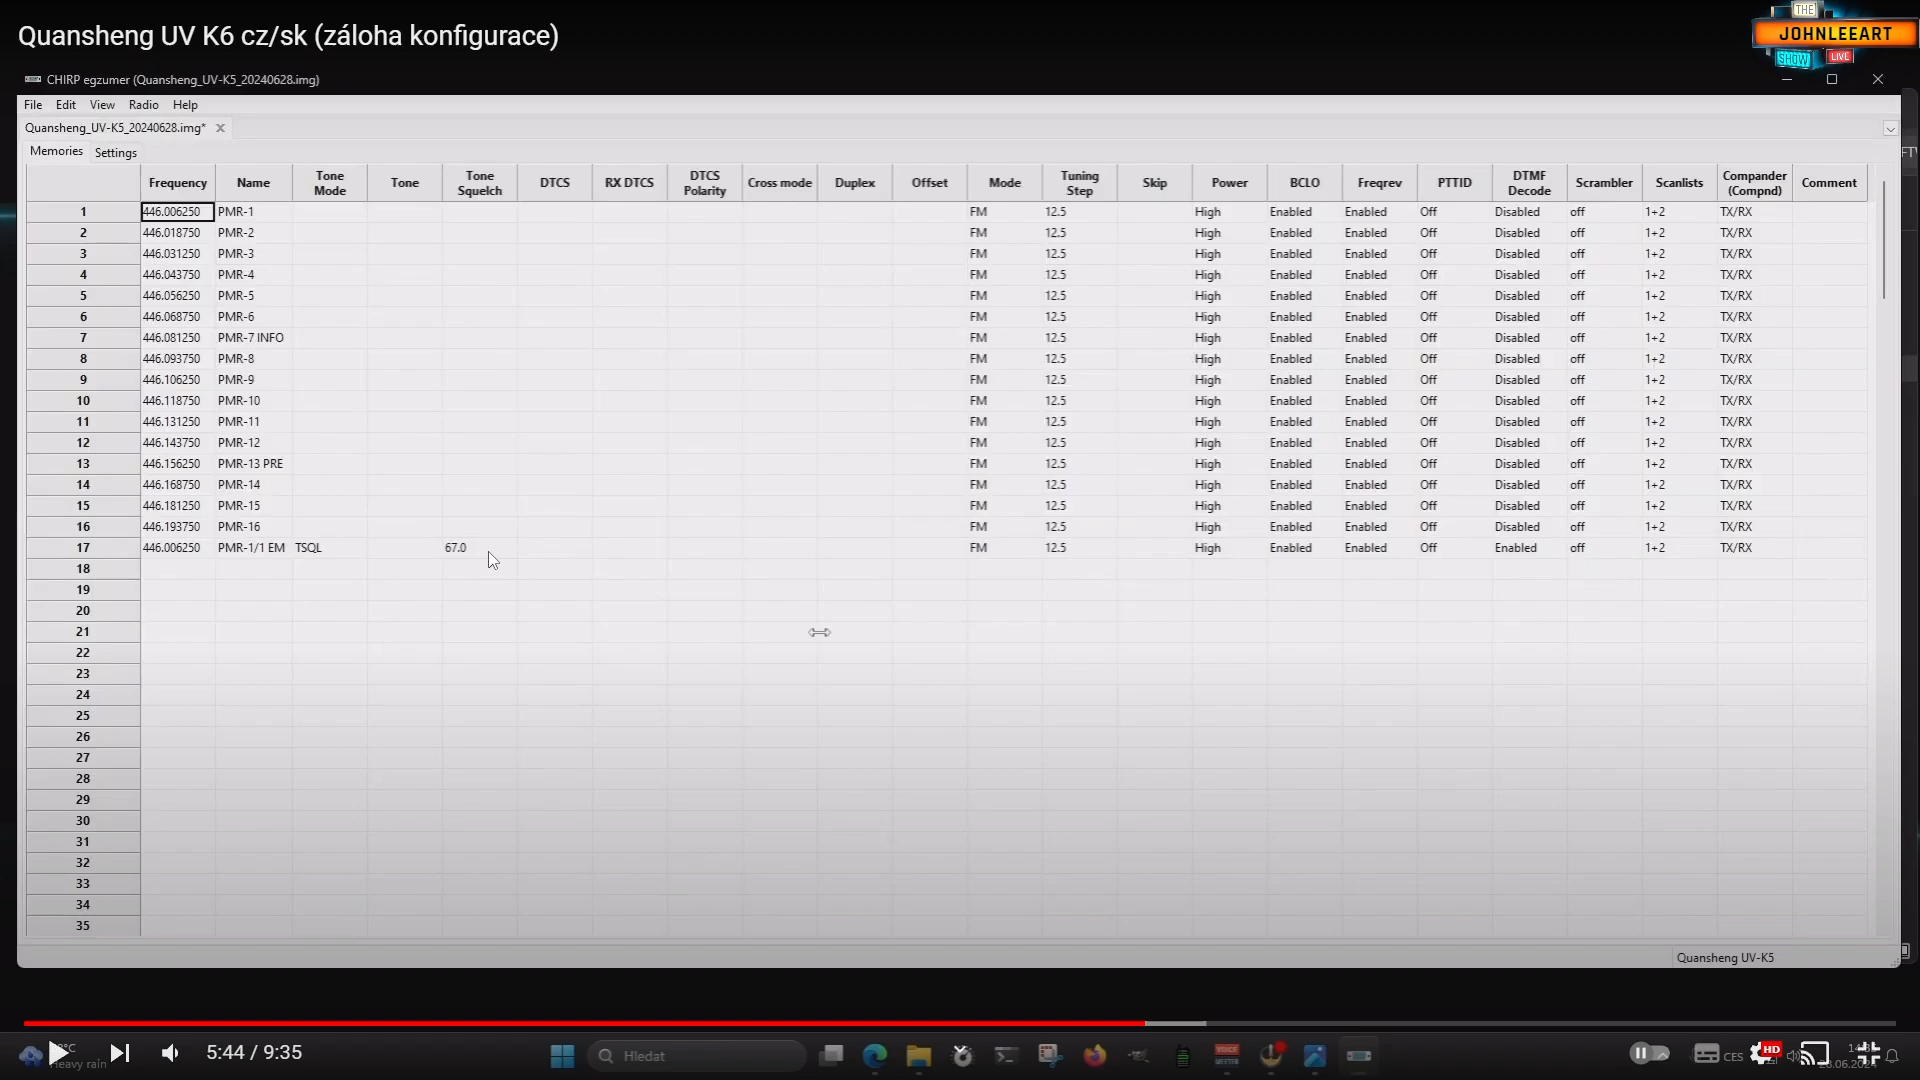 Quansheng UV K6 cz/sk (záloha konfigurace)
THE
JOHNLEEART
SHOW LIVE
CHIRP egzumer (Quansheng_UV-K5_20240628.img)
File Edit View Radio Help
Quansheng_UV-K5_20240628.img*
Memories Settings
Frequency Name Tone Mode Tone Tone Squelch DTCS RX DTCS DTCS Polarity Cross mode Duplex Offset Mode Tuning Step Skip Power BCLO Freqrev PTTID DTMF Decode Scrambler Scanlists Compander (Compnd) Comment
1 446.006250 PMR-1 FM 12.5 High Enabled Enabled Off Disabled off 1+2 TX/RX
2 446.018750 PMR-2 FM 12.5 High Enabled Enabled Off Disabled off 1+2 TX/RX
3 446.031250 PMR-3 FM 12.5 High Enabled Enabled Off Disabled off 1+2 TX/RX
4 446.043750 PMR-4 FM 12.5 High Enabled Enabled Off Disabled off 1+2 TX/RX
5 446.056250 PMR-5 FM 12.5 High Enabled Enabled Off Disabled off 1+2 TX/RX
6 446.068750 PMR-6 FM 12.5 High Enabled Enabled Off Disabled off 1+2 TX/RX
7 446.081250 PMR-7 INFO FM 12.5 High Enabled Enabled Off Disabled off 1+2 TX/RX
8 446.093750 PMR-8 FM 12.5 High Enabled Enabled Off Disabled off 1+2 TX/RX
9 446.106250 PMR-9 FM 12.5 High Enabled Enabled Off Disabled off 1+2 TX/RX
10 446.118750 PMR-10 FM 12.5 High Enabled Enabled Off Disabled off 1+2 TX/RX
11 446.131250 PMR-11 FM 12.5 High Enabled Enabled Off Disabled off 1+2 TX/RX
12 446.143750 PMR-12 FM 12.5 High Enabled Enabled Off Disabled off 1+2 TX/RX
13 446.156250 PMR-13 PRE FM 12.5 High Enabled Enabled Off Disabled off 1+2 TX/RX
14 446.168750 PMR-14 FM 12.5 High Enabled Enabled Off Disabled off 1+2 TX/RX
15 446.181250 PMR-15 FM 12.5 High Enabled Enabled Off Disabled off 1+2 TX/RX
16 446.193750 PMR-16 FM 12.5 High Enabled Enabled Off Disabled off 1+2 TX/RX
17 446.006250 PMR-1/1 EM TSQL 67.0 FM 12.5 High Enabled Enabled Off Enabled off 1+2 TX/RX
18
19
20
21
22
23
24
25
26
27
28
29
30
31
32
33
34
35
Quansheng UV-K5
5:44 / 9:35
Heavy rain
Hledat
CES
HD